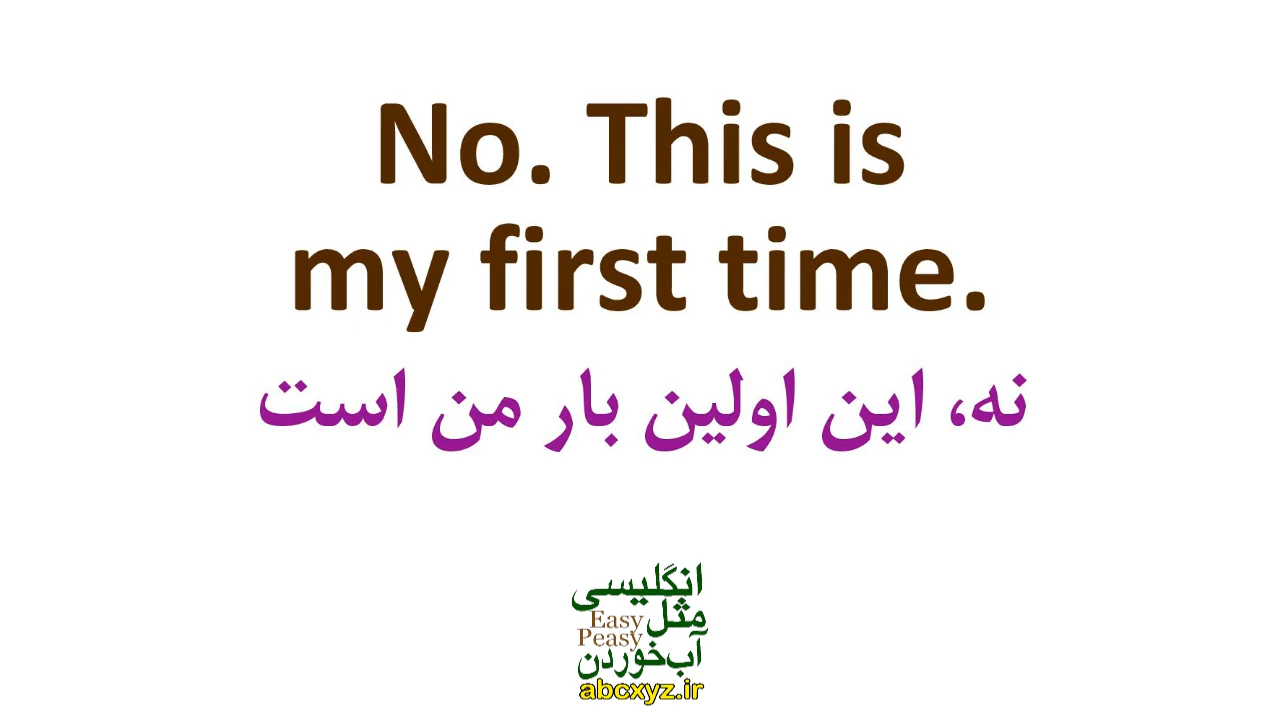 No. This is
my first time.
نه، این اولین بار من است
انگلیسی
مثل
Easy
Peasy
آب‌خوردن
abcxyz.ir